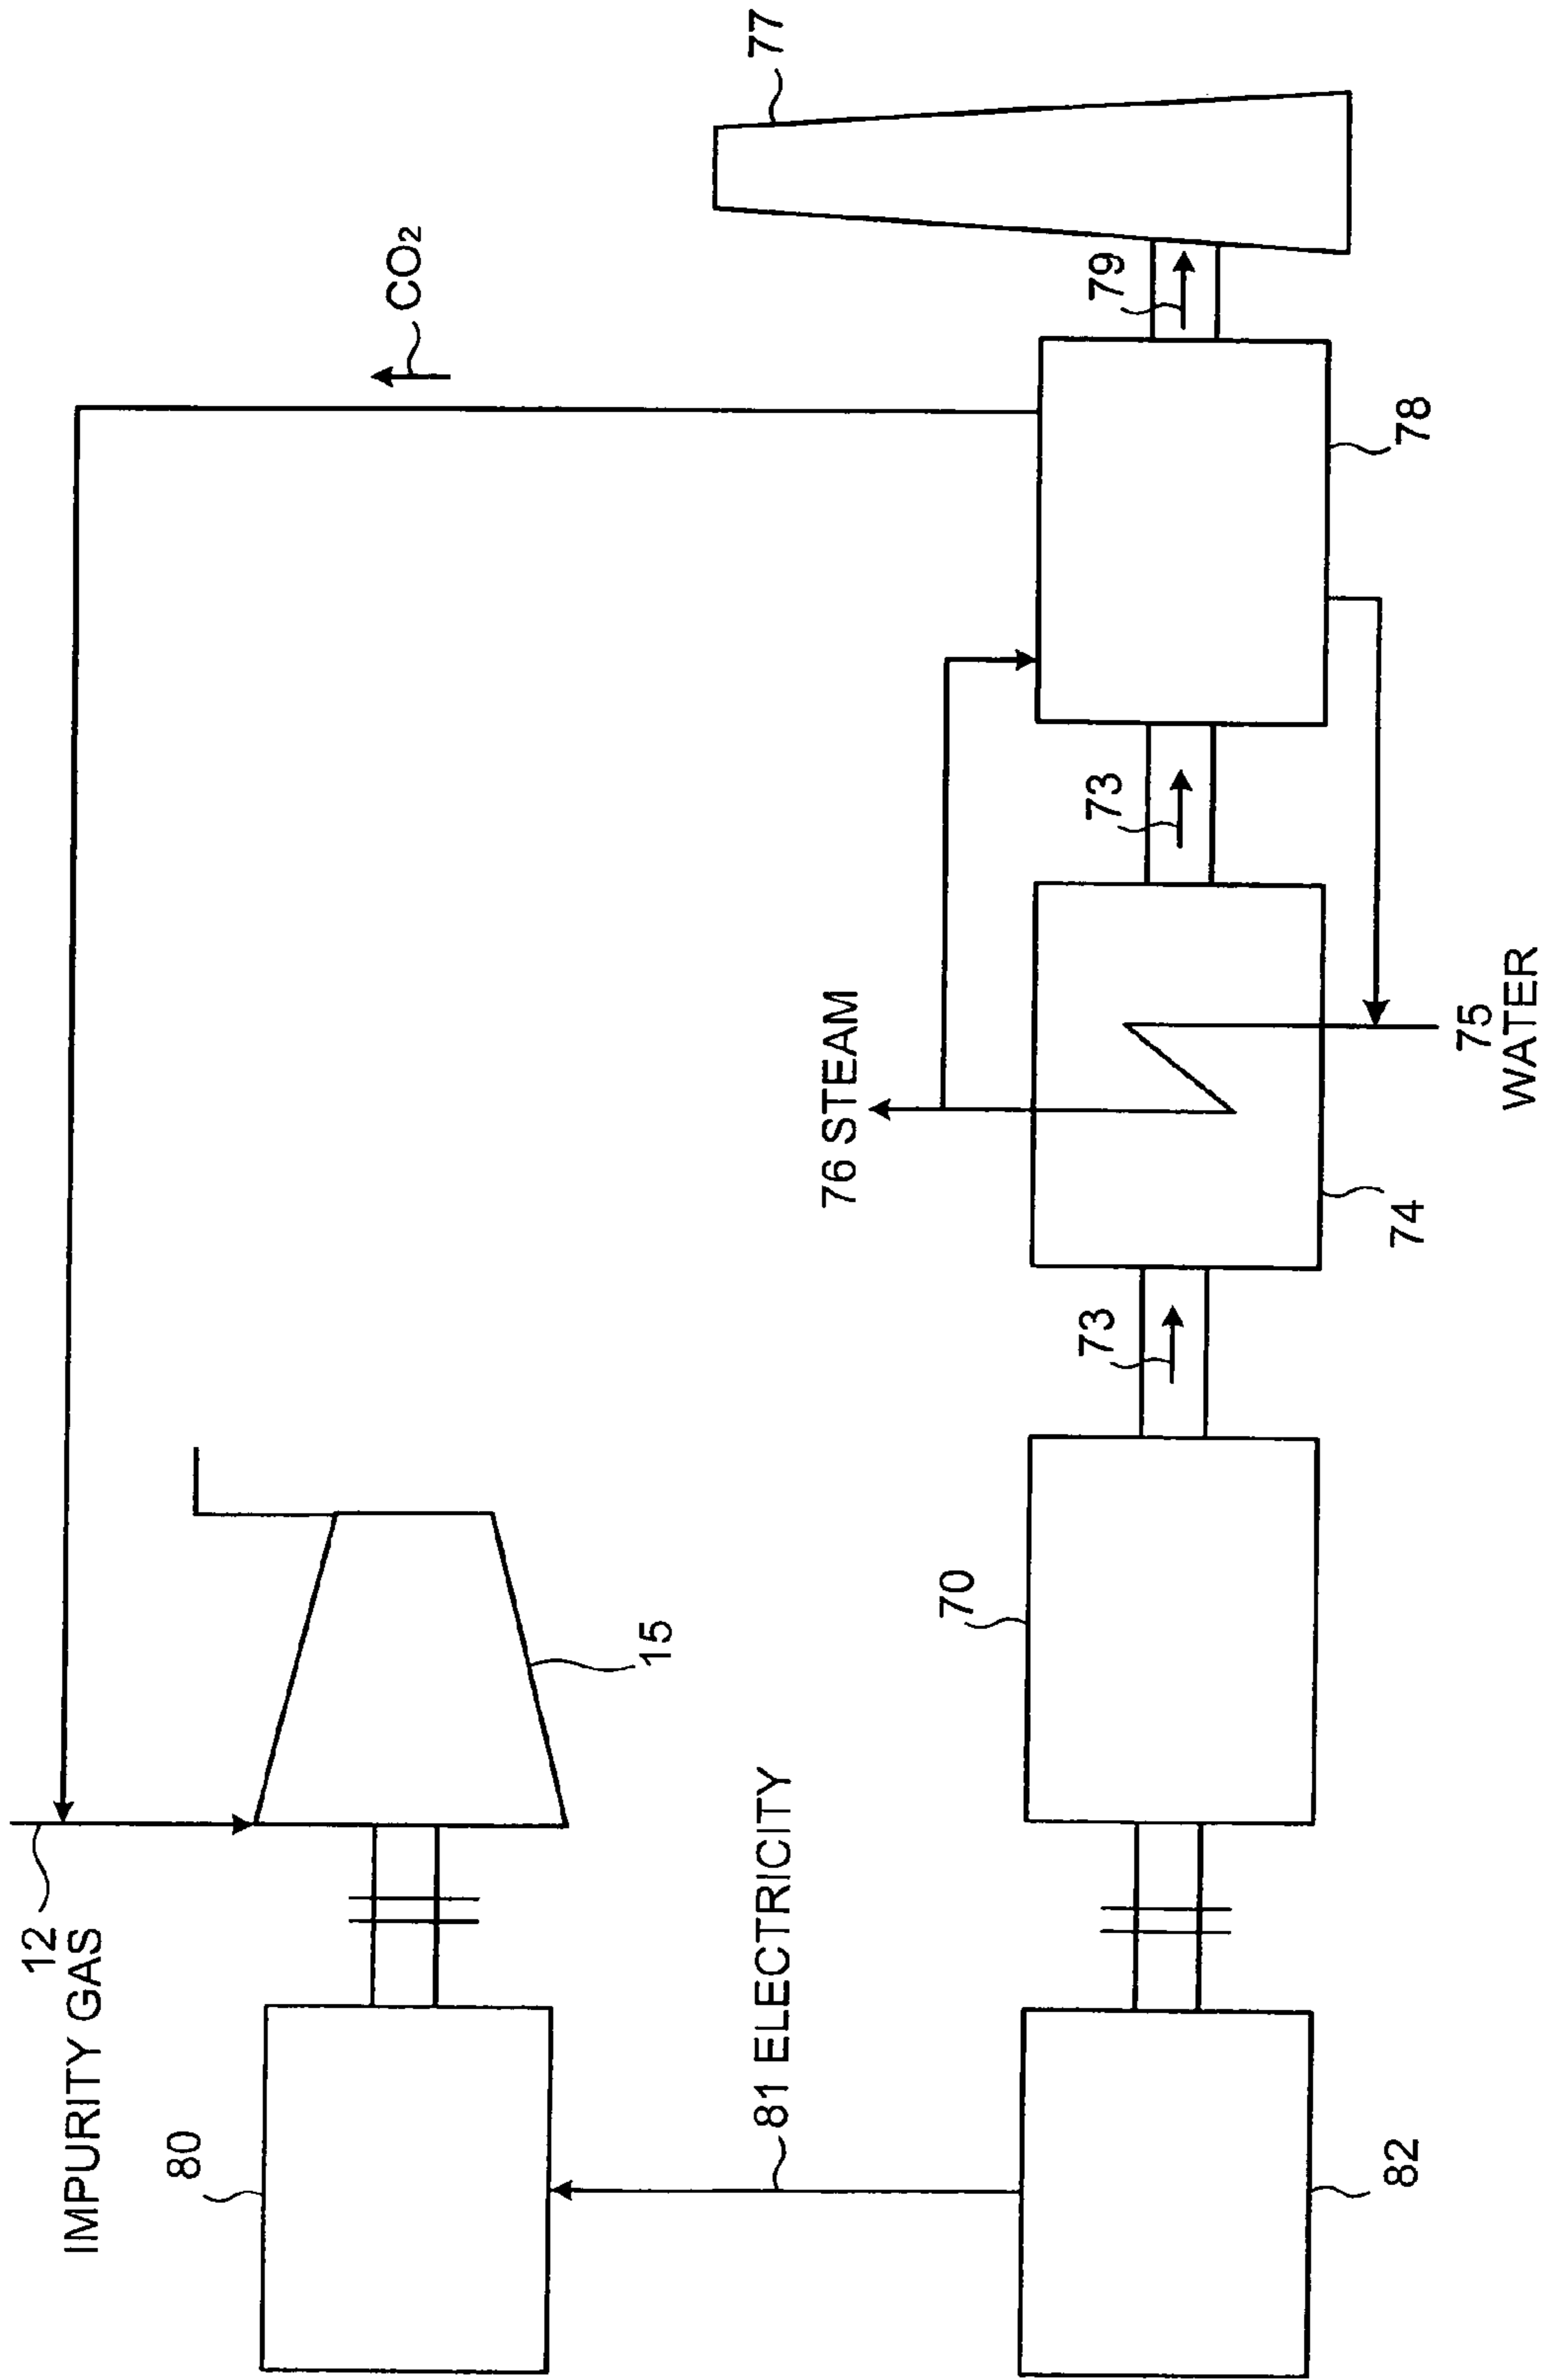 12
IMPURITY GAS
80
15
CO₂
77
81 ELECTRICITY
76 STEAM
70
73
73
79
82
74
78
75
WATER